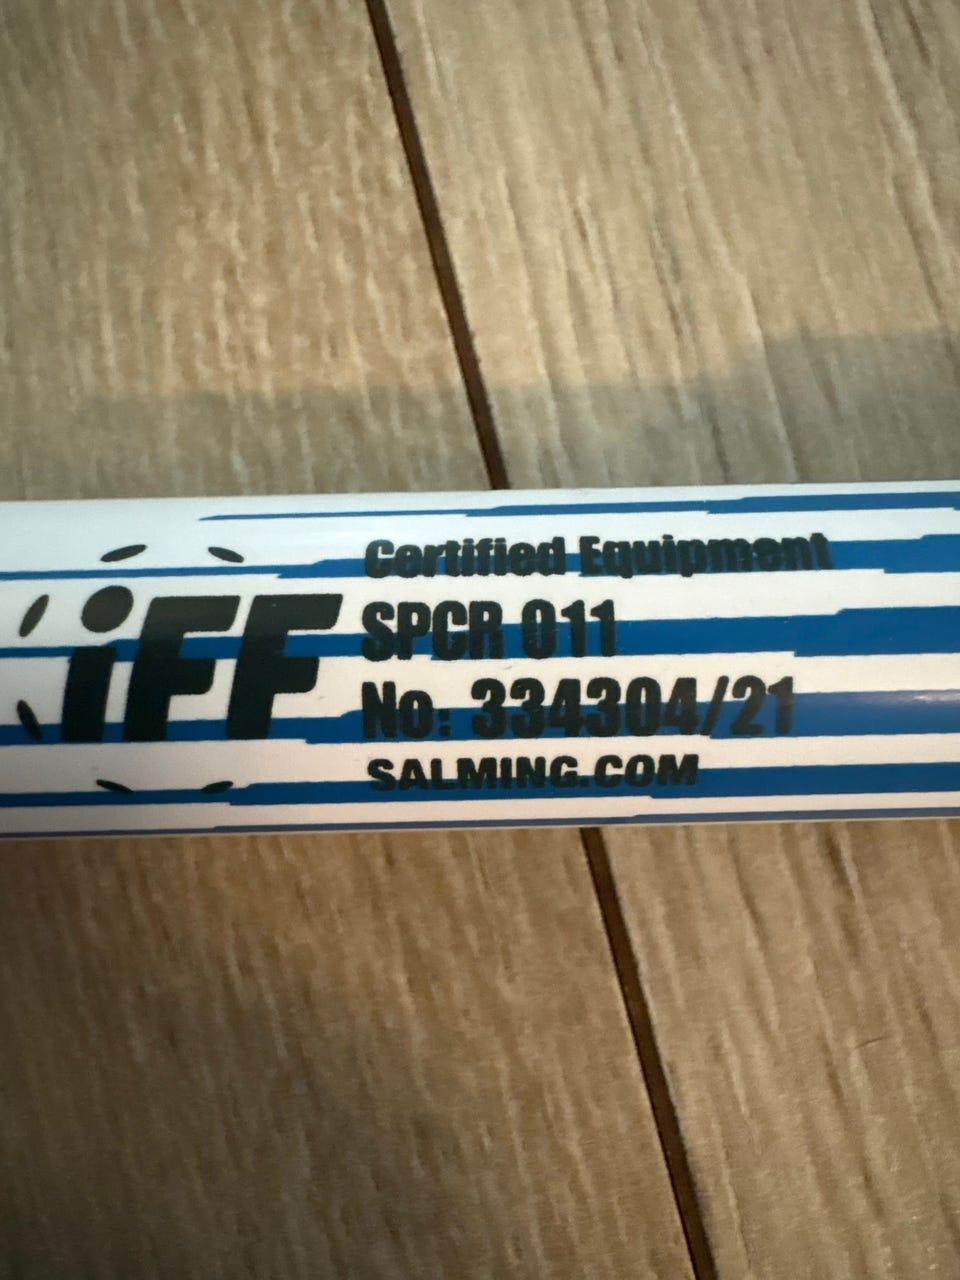 iFF
Certified Equipment
SPCR 011
No: 334304/21
SALMING.COM